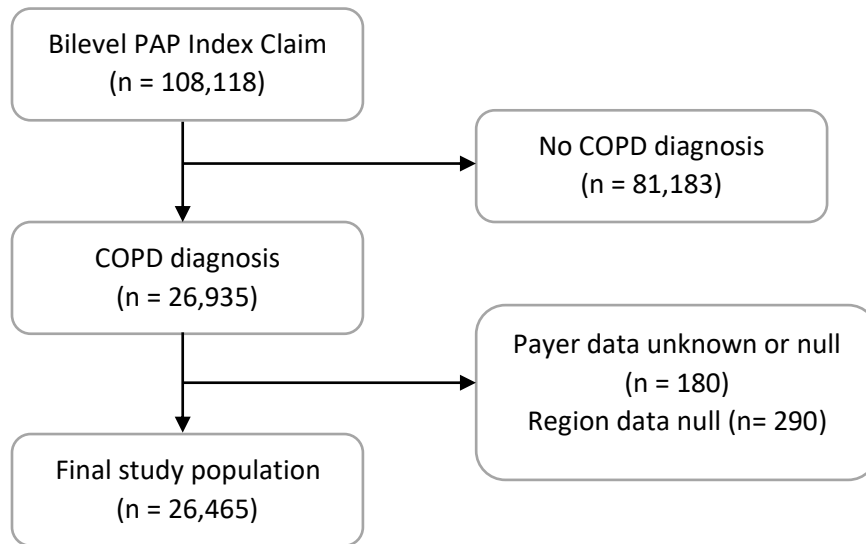 Bilevel PAP Index Claim
(n = 108,118)
No COPD diagnosis
(n = 81,183)
COPD diagnosis
(n = 26,935)
Payer data unknown or null
(n = 180)
Region data null (n= 290)
Final study population
(n = 26,465)